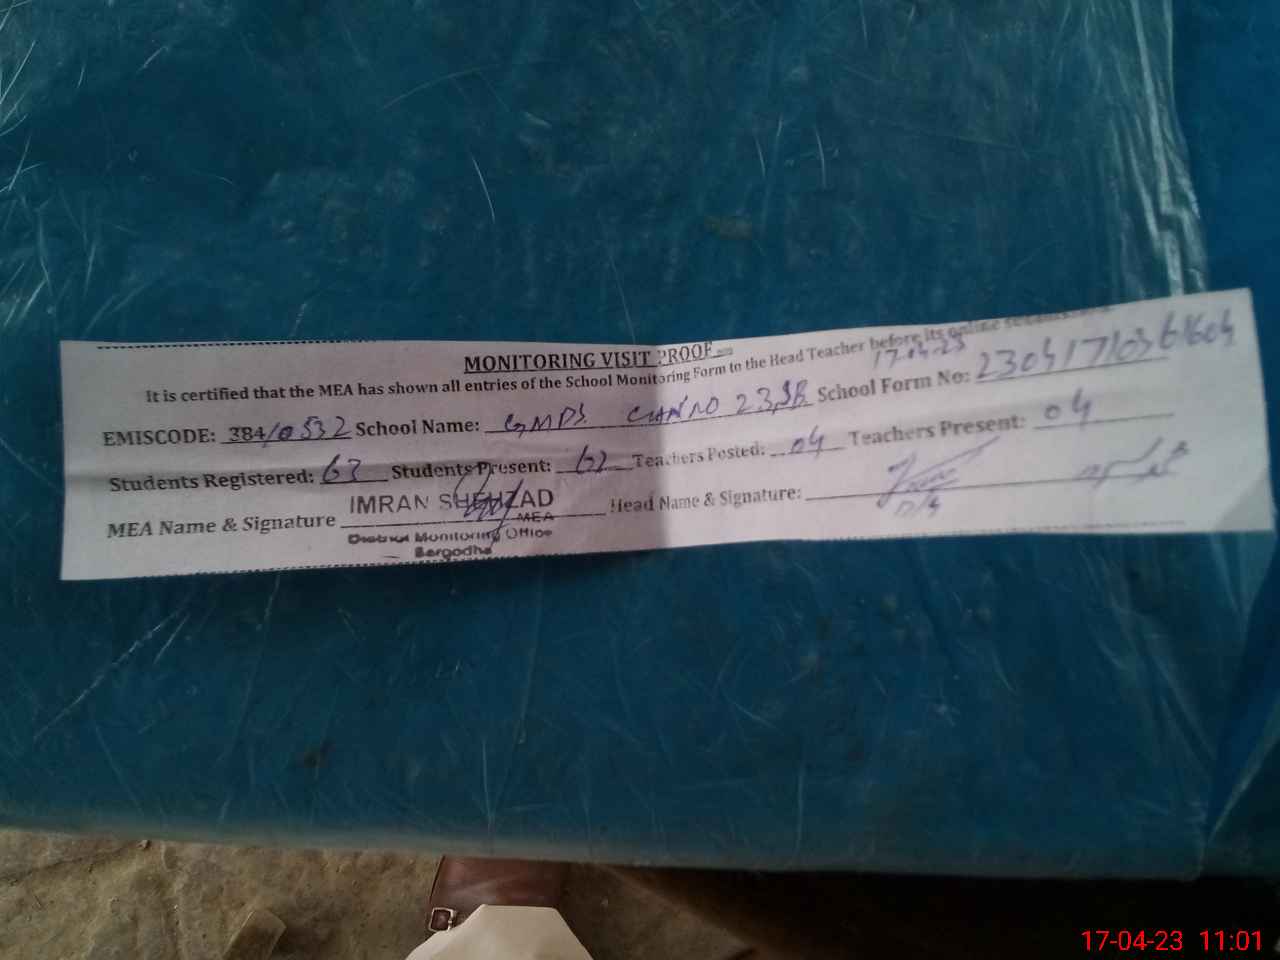 MONITORING VISIT PROOF
It is certified that the MEA has shown all entries of the School Monitoring Form to the Head Teacher before its online
17-04-23
EMISCODE: 384/0532 School Name: GMPS CHAK NO 23,SB School Form No:
Students Registered: 63 Students Present: Teachers Posted: 04 Teachers Present: 04
MEA Name & Signature IMRAN SHEHZAD Head Name & Signature:
MEA
District Monitoring Office
Sargodha
17-04-23 11:01